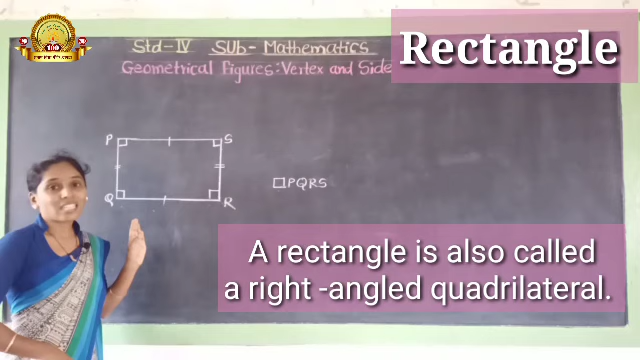 Std-IV Sub-Mathematics
Rectangle
Geometrical Figures: Vertex and Side
P S
Q R
□PQRS
A rectangle is also called
a right -angled quadrilateral.